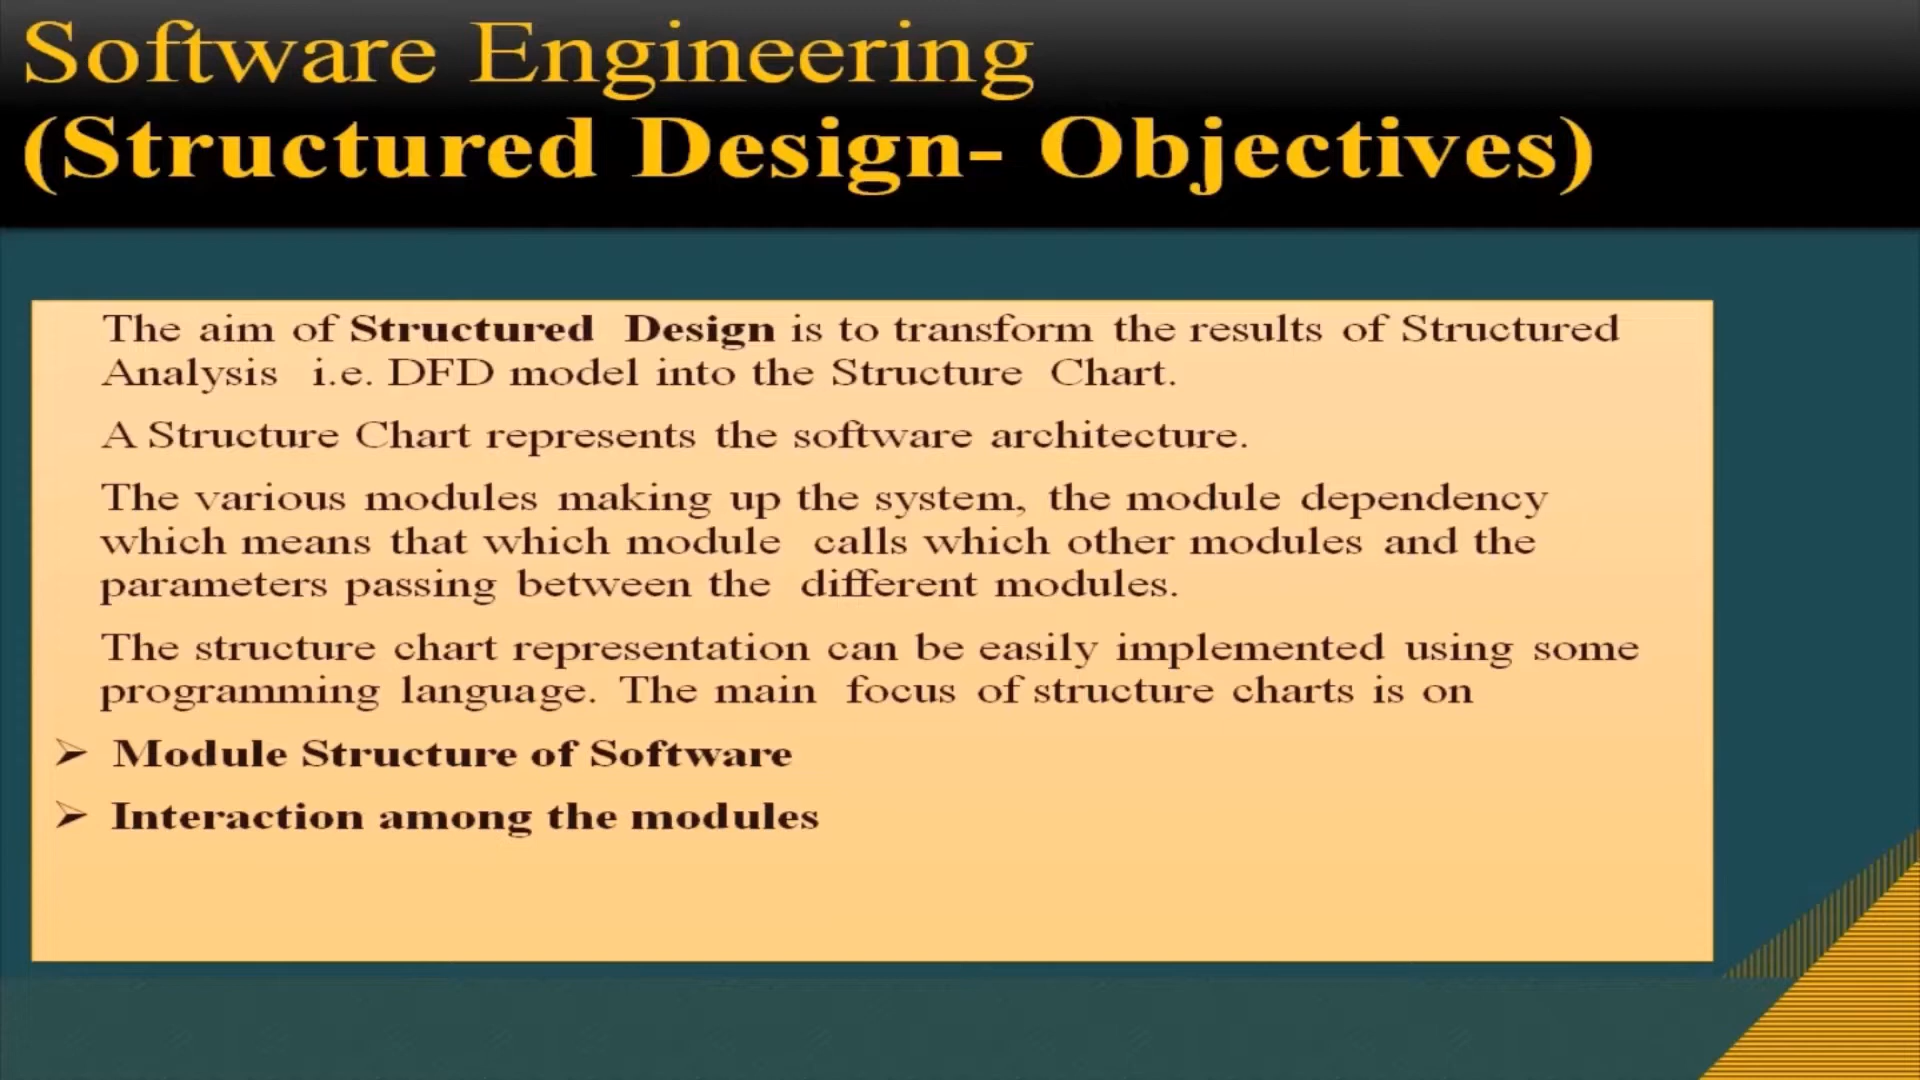 Software Engineering
(Structured Design- Objectives)
The aim of Structured Design is to transform the results of Structured
Analysis i.e. DFD model into the Structure Chart.
A Structure Chart represents the software architecture.
The various modules making up the system, the module dependency
which means that which module calls which other modules and the
parameters passing between the different modules.
The structure chart representation can be easily implemented using some
programming language. The main focus of structure charts is on
➢ Module Structure of Software
➢ Interaction among the modules